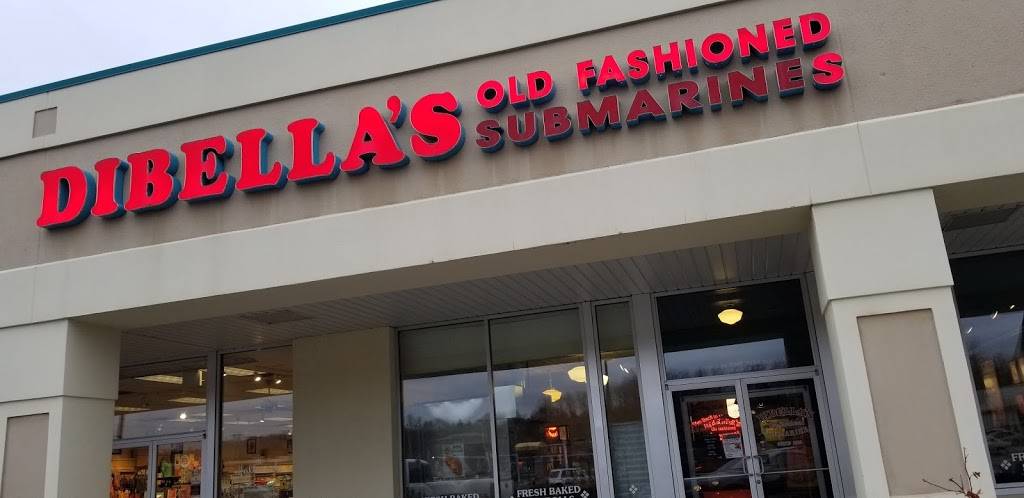 DIBELLA'S
OLD FASHIONED
SUBMARINES
FRESH BAKED
FRESH BAKED